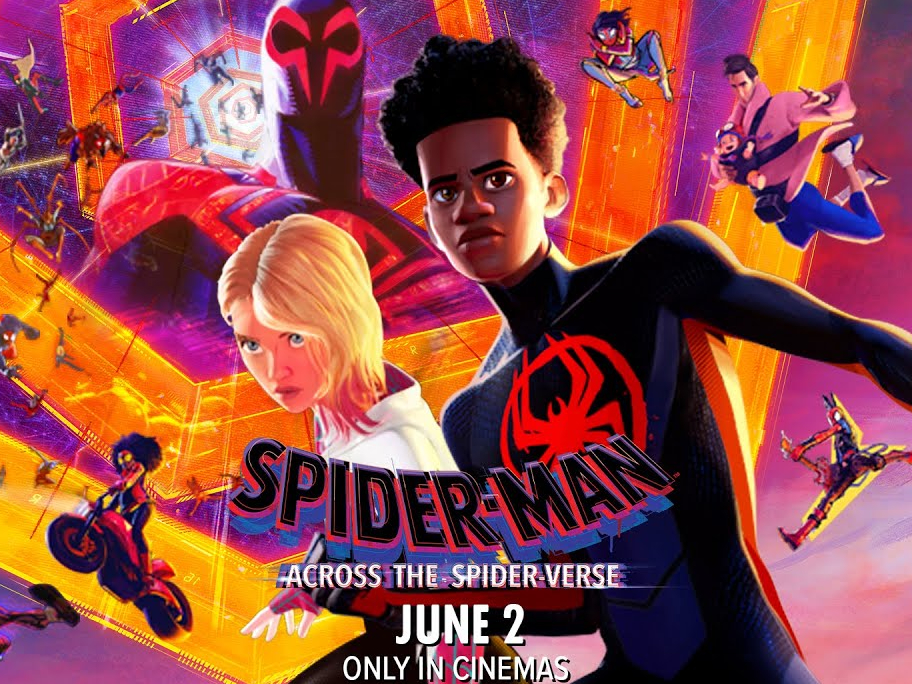 SPIDER-MAN
ACROSS THE SPIDER-VERSE
JUNE 2
ONLY IN CINEMAS